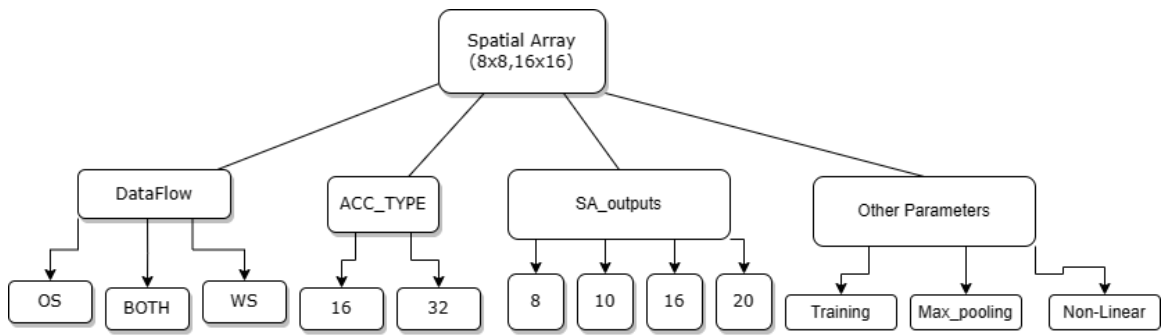 Spatial Array
(8x8,16x16)
DataFlow
ACC_TYPE
SA_outputs
Other Parameters
OS
BOTH
WS
16
32
8
10
16
20
Training
Max_pooling
Non-Linear